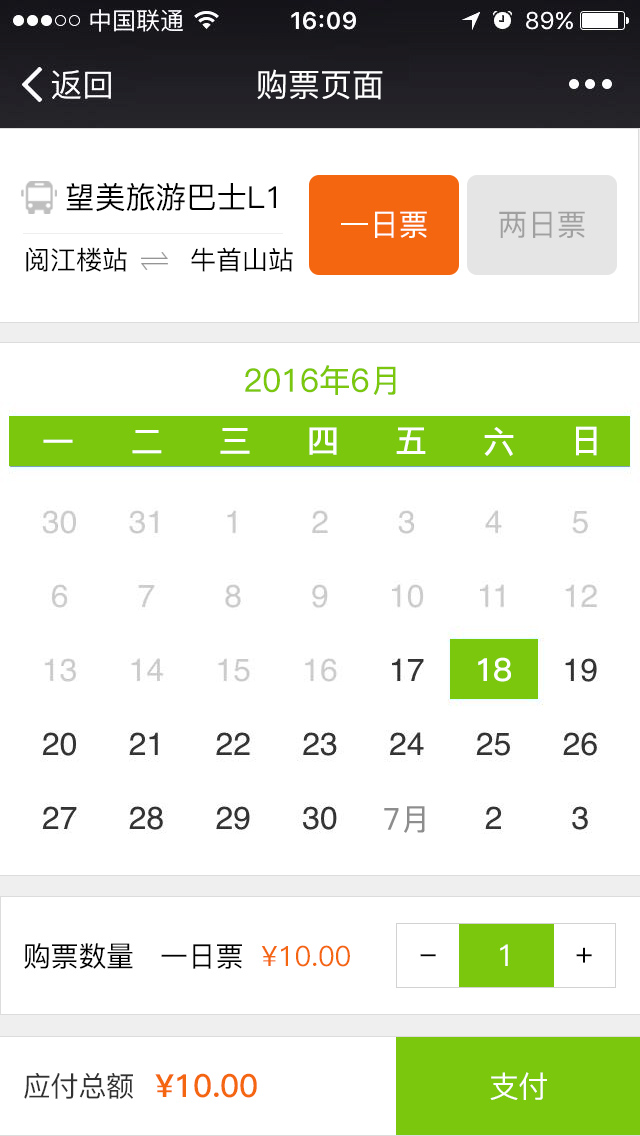 中国联通 16:09 89%
返回 购票页面
望美旅游巴士L1
阅江楼站 牛首山站
一日票 两日票
2016年6月
一 二 三 四 五 六 日
30 31 1 2 3 4 5
6 7 8 9 10 11 12
13 14 15 16 17 18 19
20 21 22 23 24 25 26
27 28 29 30 7月 2 3
购票数量 一日票 ¥10.00 − 1 +
应付总额 ¥10.00 支付